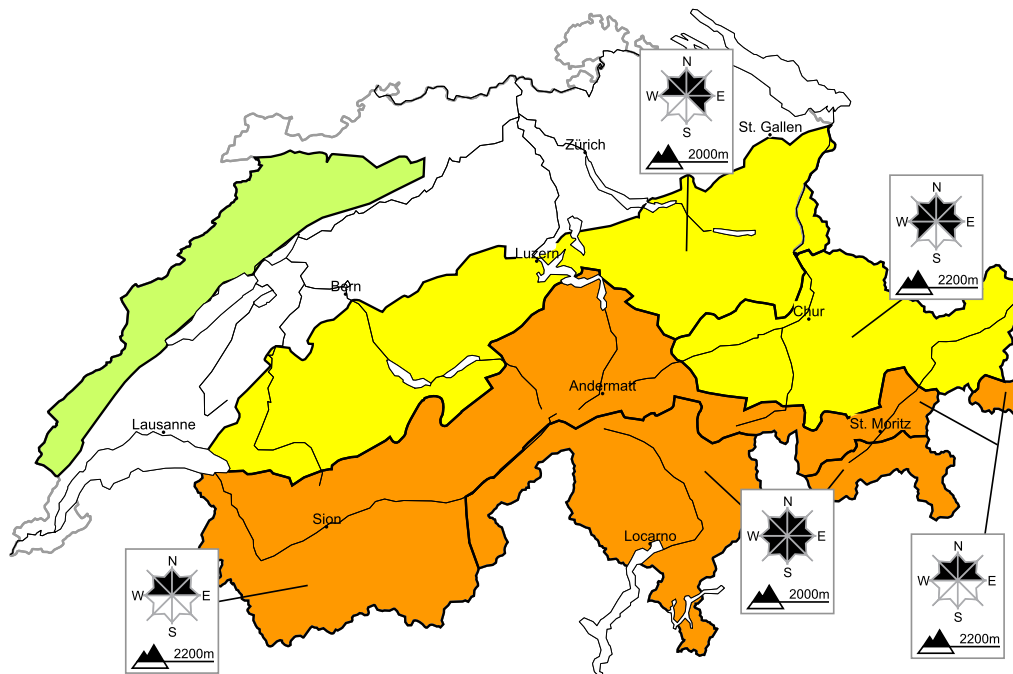 N
W E
S
2000m
St. Gallen
Zürich
N
W E
S
2200m
Luzern
Bern
Chur
Andermatt
Lausanne
St. Moritz
Sion
Locarno
N
W E
S
2000m
N
W E
S
2200m
N
W E
S
2200m